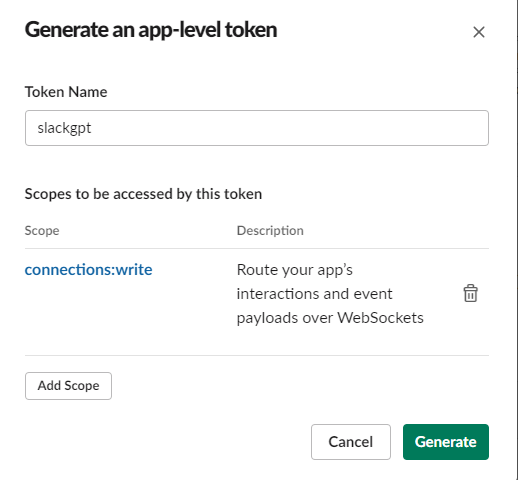 Generate an app-level token
Token Name
slackgpt
Scopes to be accessed by this token
Scope Description
connections:write Route your app's
interactions and event
payloads over WebSockets
Add Scope
Cancel Generate